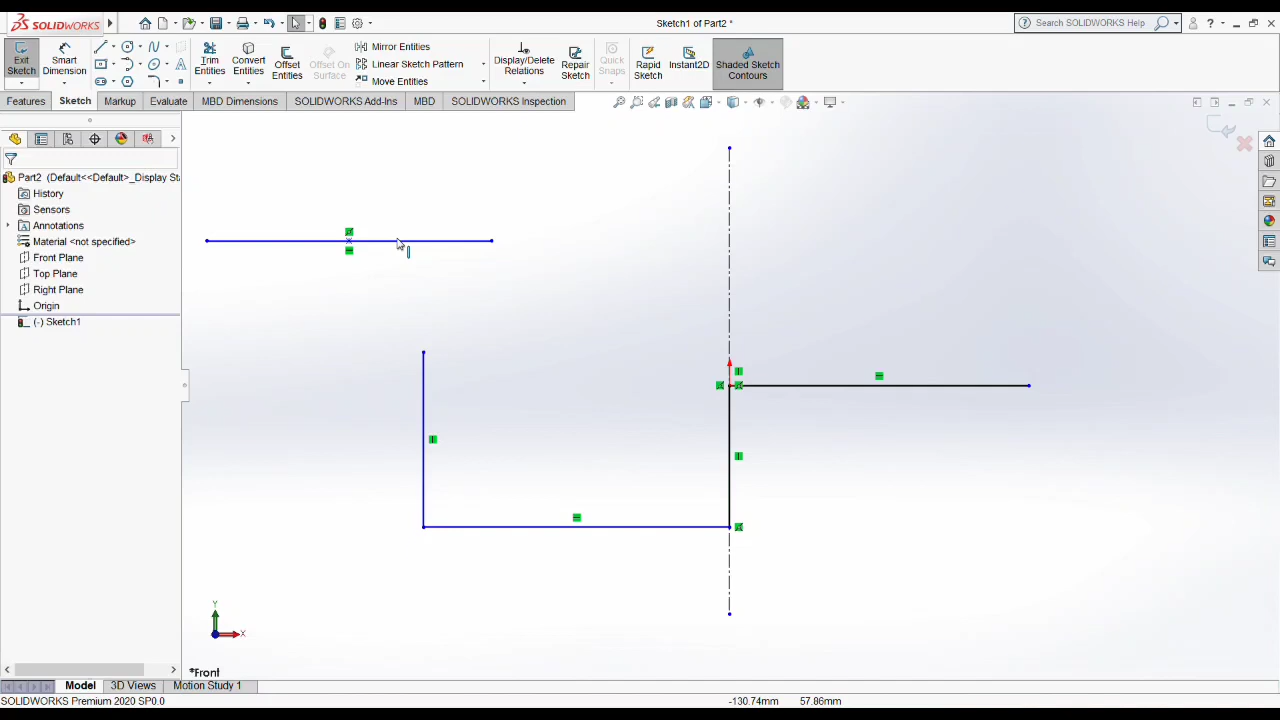 SOLIDWORKS
Sketch1 of Part2 *
Search SOLIDWORKS Help
?
Exit Sketch
Smart Dimension
Trim Entities
Convert Entities
Offset Entities
Offset On Surface
Mirror Entities
Linear Sketch Pattern
Move Entities
Display/Delete Relations
Repair Sketch
Quick Snaps
Rapid Sketch
Instant2D
Shaded Sketch Contours
Features
Sketch
Markup
Evaluate
MBD Dimensions
SOLIDWORKS Add-Ins
MBD
SOLIDWORKS Inspection
Part2 (Default<<Default>_Display Sta
History
Sensors
Annotations
Material <not specified>
Front Plane
Top Plane
Right Plane
Origin
(-) Sketch1
Y
X
*Front
Model
3D Views
Motion Study 1
SOLIDWORKS Premium 2020 SP0.0
-130.74mm
57.86mm